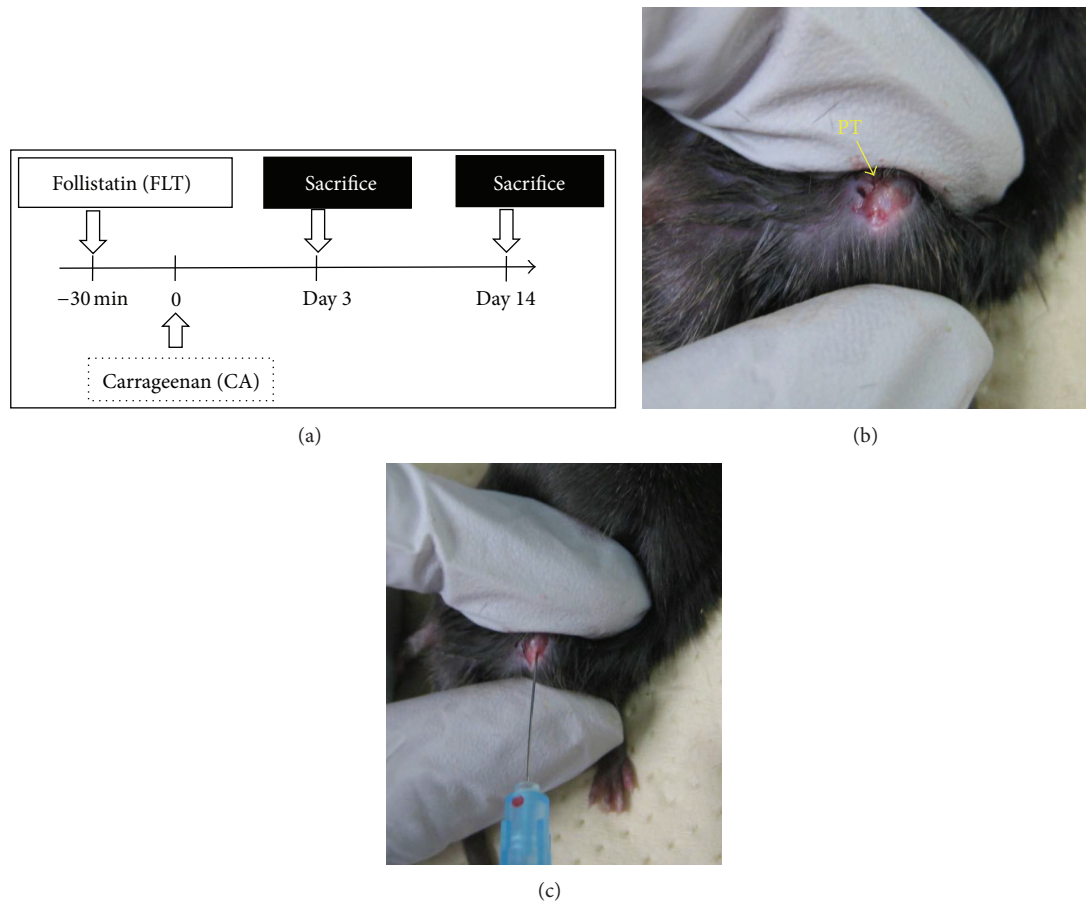 Follistatin (FLT)
Sacrifice
Sacrifice
−30 min
0
Day 3
Day 14
Carrageenan (CA)
(a)
PT
(b)
(c)